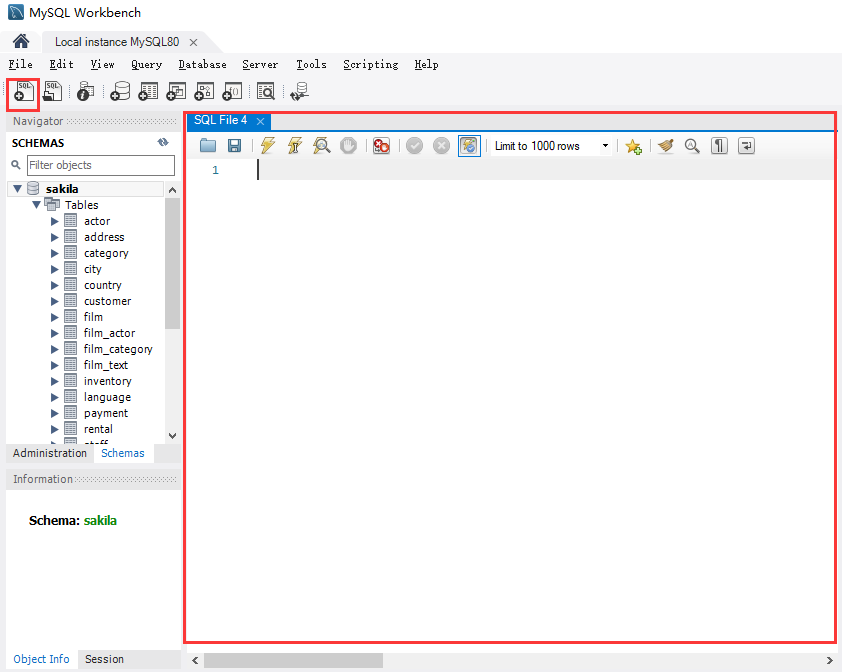 MySQL Workbench
Local instance MySQL80
File Edit View Query Database Server Tools Scripting Help
SQL SQL
Navigator
SCHEMAS
Filter objects
sakila
Tables
actor
address
category
city
country
customer
film
film_actor
film_category
film_text
inventory
language
payment
rental
staff
Administration Schemas
Information
Schema: sakila
Object Info Session
SQL File 4
Limit to 1000 rows
1